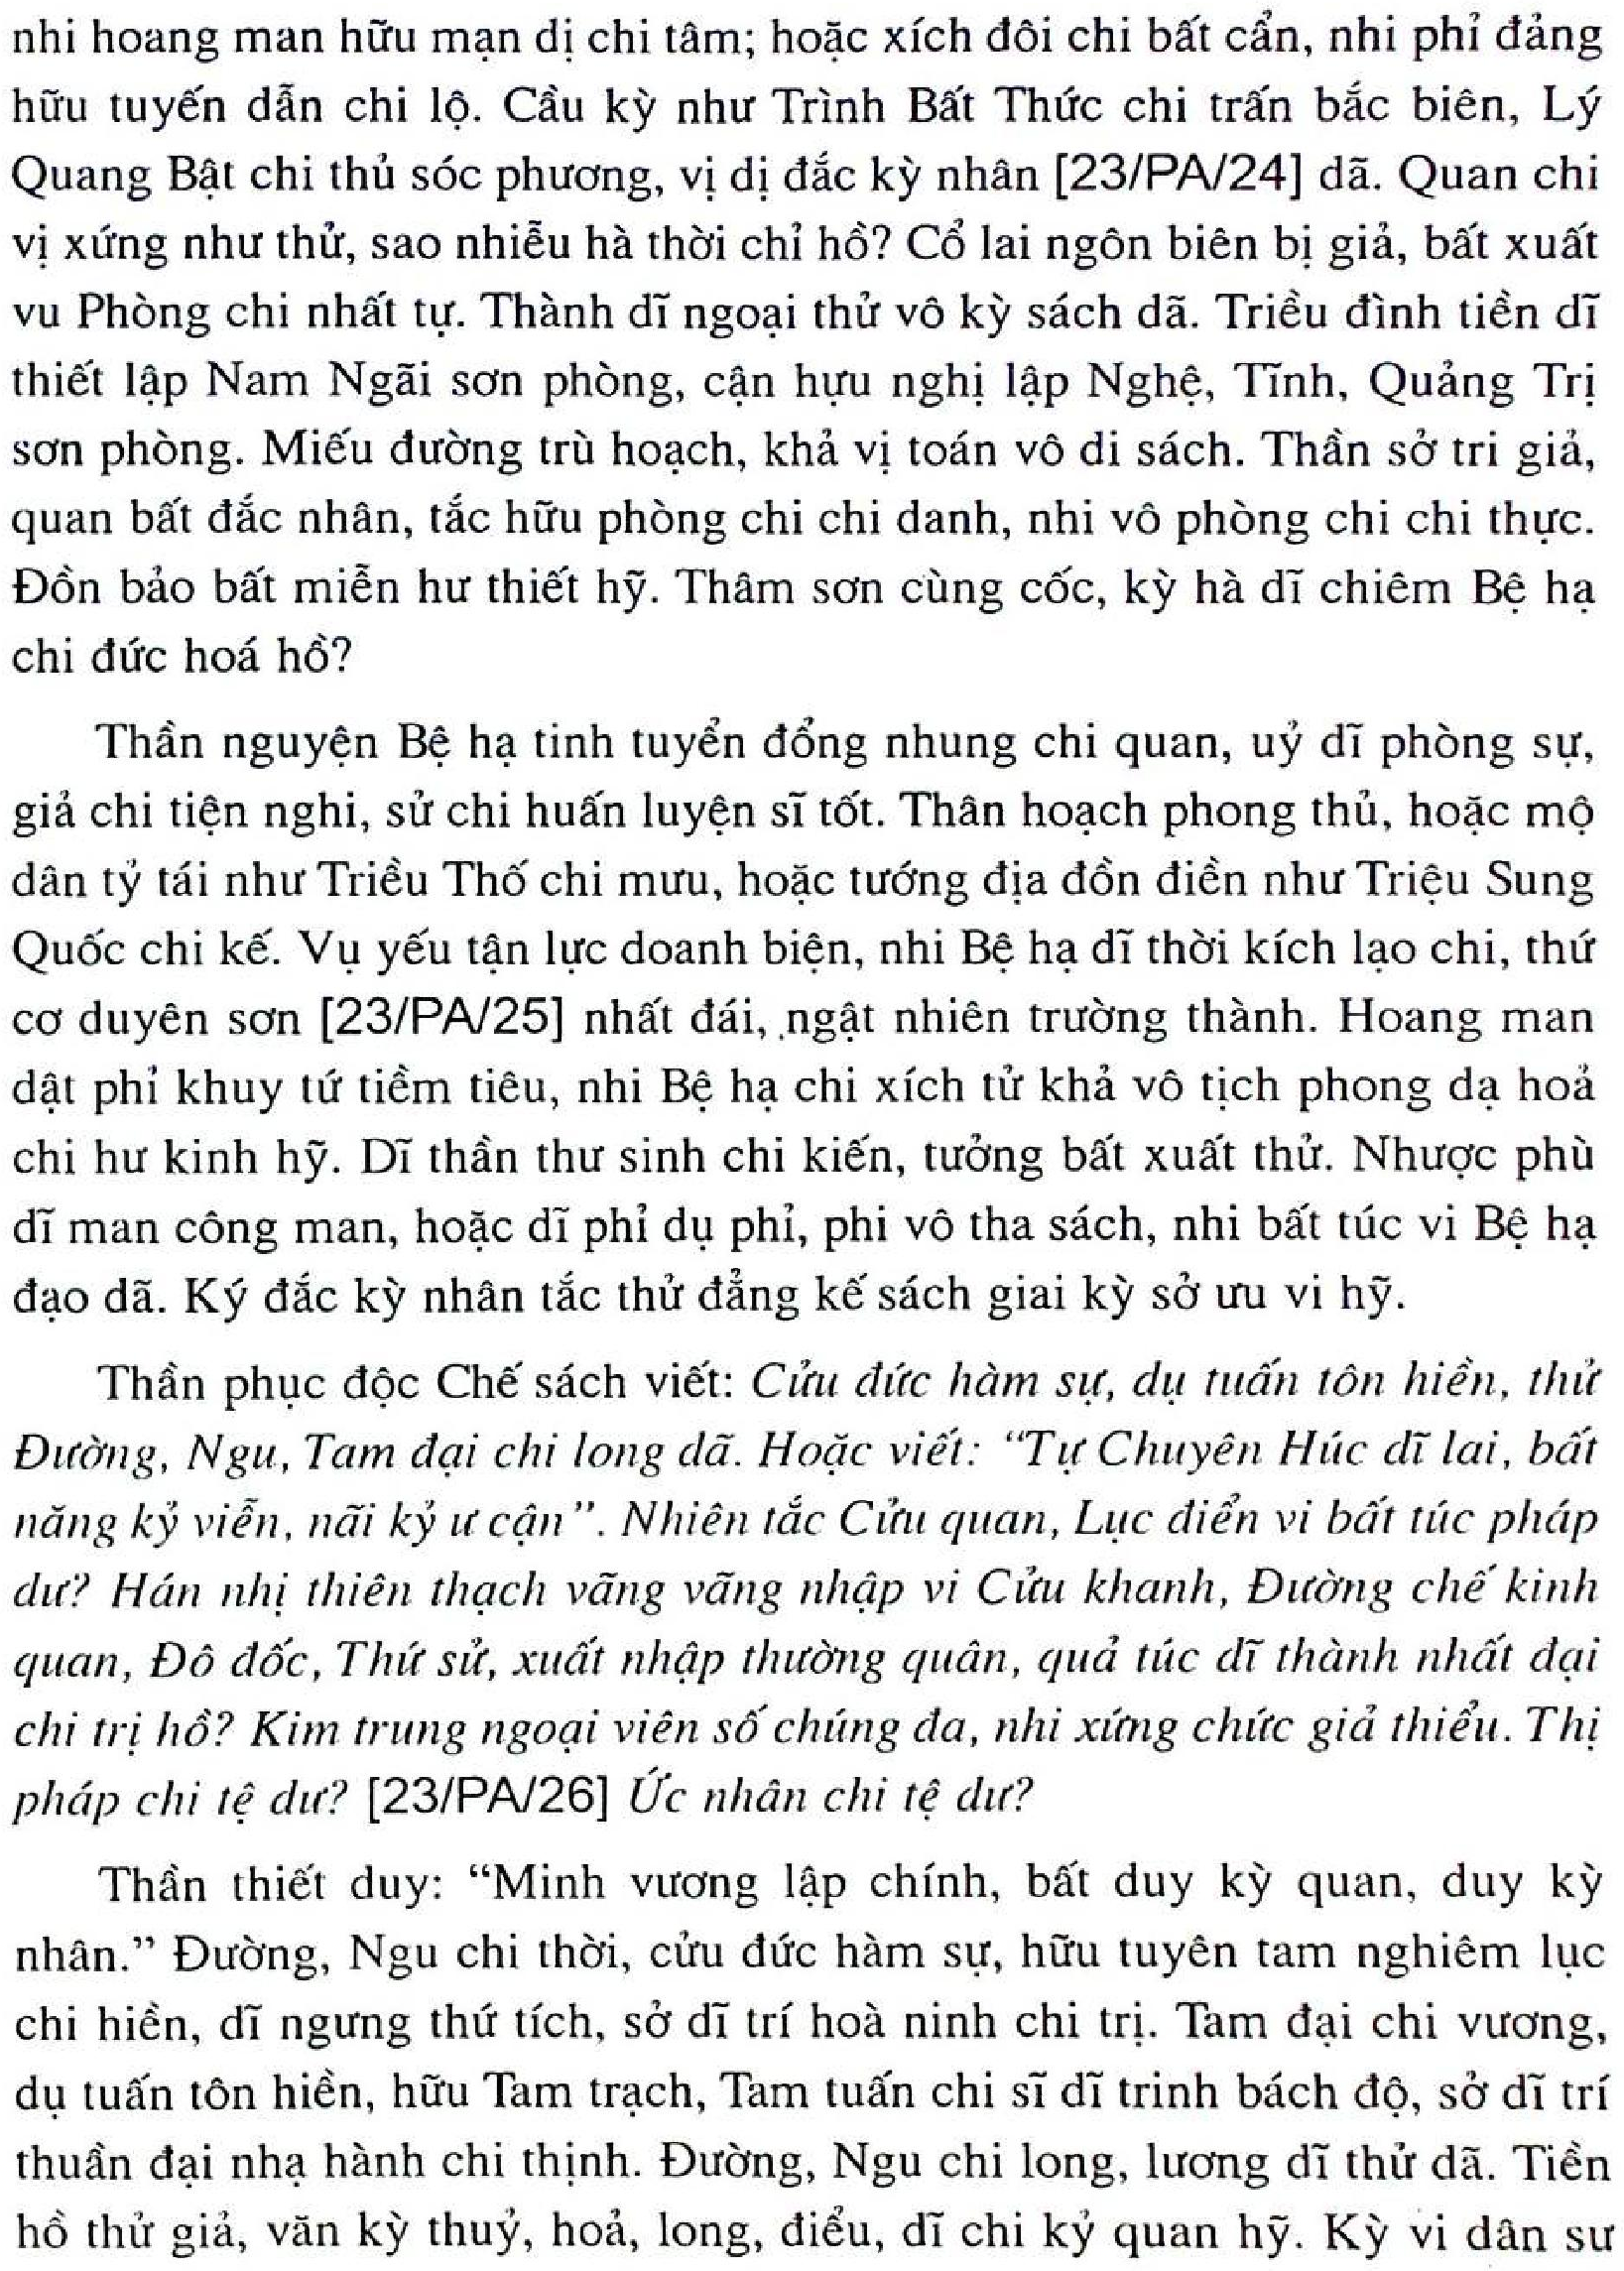 nhi hoang man hữu mạn dị chi tâm; hoặc xích đôi chi bất cẩn, nhi phỉ đảng
hữu tuyến dẫn chi lộ. Cầu kỳ như Trình Bất Thức chi trấn bắc biên, Lý
Quang Bật chi thủ sóc phương, vị dị đắc kỳ nhân [23/PA/24] dã. Quan chi
vị xứng như thử, sao nhiễu hà thời chỉ hồ? Cổ lai ngôn biên bị giả, bất xuất
vu Phòng chi nhất tự. Thành dĩ ngoại thử vô kỳ sách dã. Triều đình tiền dĩ
thiết lập Nam Ngãi sơn phòng, cận hựu nghị lập Nghệ, Tĩnh, Quảng Trị
sơn phòng. Miếu đường trù hoạch, khả vị toán vô di sách. Thần sở tri giả,
quan bất đắc nhân, tắc hữu phòng chi chi danh, nhi vô phòng chi chi thực.
Đồn bảo bất miễn hư thiết hỹ. Thâm sơn cùng cốc, kỳ hà dĩ chiêm Bệ hạ
chi đức hoá hồ?
Thần nguyện Bệ hạ tinh tuyển đổng nhung chi quan, uỷ dĩ phòng sự,
giả chi tiện nghi, sử chi huấn luyện sĩ tốt. Thân hoạch phong thủ, hoặc mộ
dân tỷ tái như Triều Thố chi mưu, hoặc tướng địa đồn điền như Triệu Sung
Quốc chi kế. Vụ yếu tận lực doanh biện, nhi Bệ hạ dĩ thời kích lạo chi, thứ
cơ duyên sơn [23/PA/25] nhất đái, ngật nhiên trường thành. Hoang man
dật phỉ khuy tứ tiềm tiêu, nhi Bệ hạ chi xích tử khả vô tịch phong dạ hoả
chi hư kinh hỹ. Dĩ thần thư sinh chi kiến, tưởng bất xuất thử. Nhược phù
dĩ man công man, hoặc dĩ phỉ dụ phỉ, phi vô tha sách, nhi bất túc vi Bệ hạ
đạo dã. Ký đắc kỳ nhân tắc thử đẳng kế sách giai kỳ sở ưu vi hỹ.
Thần phục độc Chế sách viết: Cửu đức hàm sự, dụ tuấn tôn hiền, thử
Đường, Ngu, Tam đại chi long dã. Hoặc viết: “Tự Chuyên Húc dĩ lai, bất
năng kỷ viễn, nãi kỷ ư cận”. Nhiên tắc Cửu quan, Lục điển vi bất túc pháp
dư? Hán nhị thiên thạch vãng vãng nhập vi Cửu khanh, Đường chế kinh
quan, Đô đốc, Thứ sử, xuất nhập thường quân, quả túc dĩ thành nhất đại
chi trị hồ? Kim trung ngoại viên số chúng đa, nhi xứng chức giả thiểu. Thị
pháp chi tệ dư? [23/PA/26] Ức nhân chi tệ dư?
Thần thiết duy: “Minh vương lập chính, bất duy kỳ quan, duy kỳ
nhân.” Đường, Ngu chi thời, cửu đức hàm sự, hữu tuyên tam nghiêm lục
chi hiền, dĩ ngưng thứ tích, sở dĩ trí hoà ninh chi trị. Tam đại chi vương,
dụ tuấn tôn hiền, hữu Tam trạch, Tam tuấn chi sĩ dĩ trinh bách độ, sở dĩ trí
thuần đại nhạ hành chi thịnh. Đường, Ngu chi long, lương dĩ thử dã. Tiền
hồ thử giả, văn kỳ thuỷ, hoả, long, điểu, dĩ chi kỷ quan hỹ. Kỳ vi dân sư